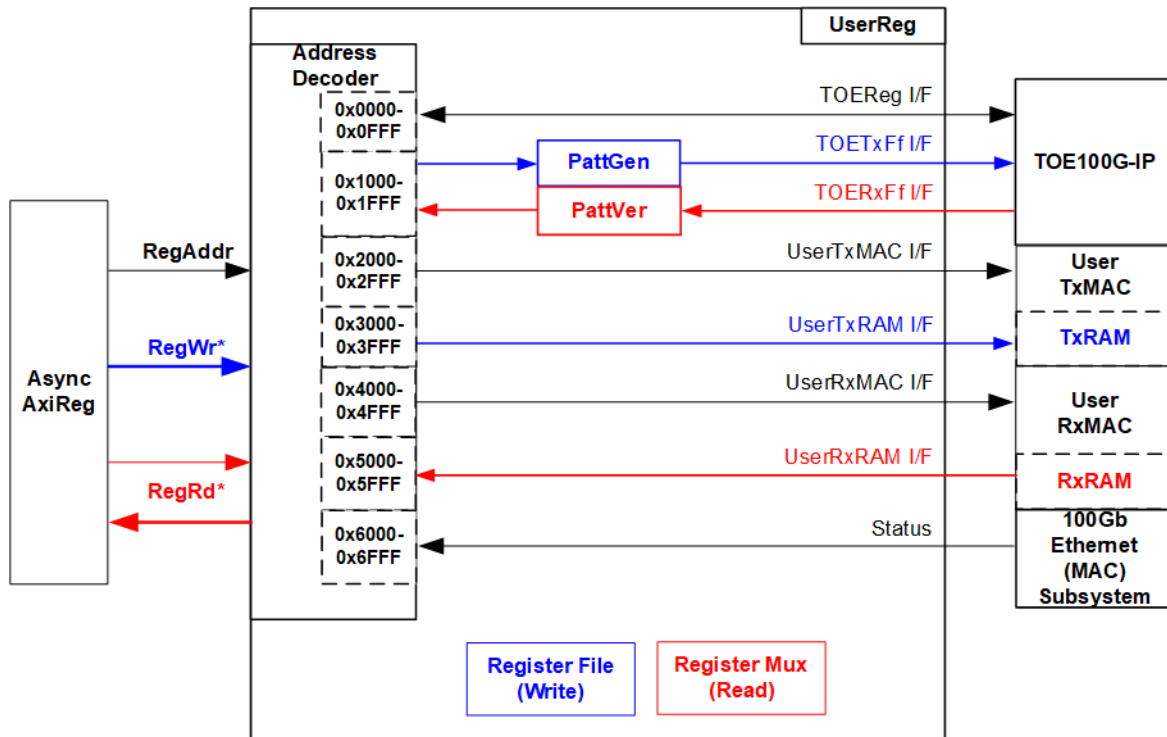 UserReg
Address
Decoder
0x0000-
0x0FFF
TOEReg I/F
TOE100G-IP
0x1000-
0x1FFF
PattGen
TOETxFf I/F
PattVer
TOERxFf I/F
Async
AxiReg
RegAddr
RegWr*
RegRd*
0x2000-
0x2FFF
UserTxMAC I/F
User
TxMAC
0x3000-
0x3FFF
UserTxRAM I/F
TxRAM
0x4000-
0x4FFF
UserRxMAC I/F
User
RxMAC
0x5000-
0x5FFF
UserRxRAM I/F
RxRAM
0x6000-
0x6FFF
Status
100Gb
Ethernet
(MAC)
Subsystem
Register File
(Write)
Register Mux
(Read)